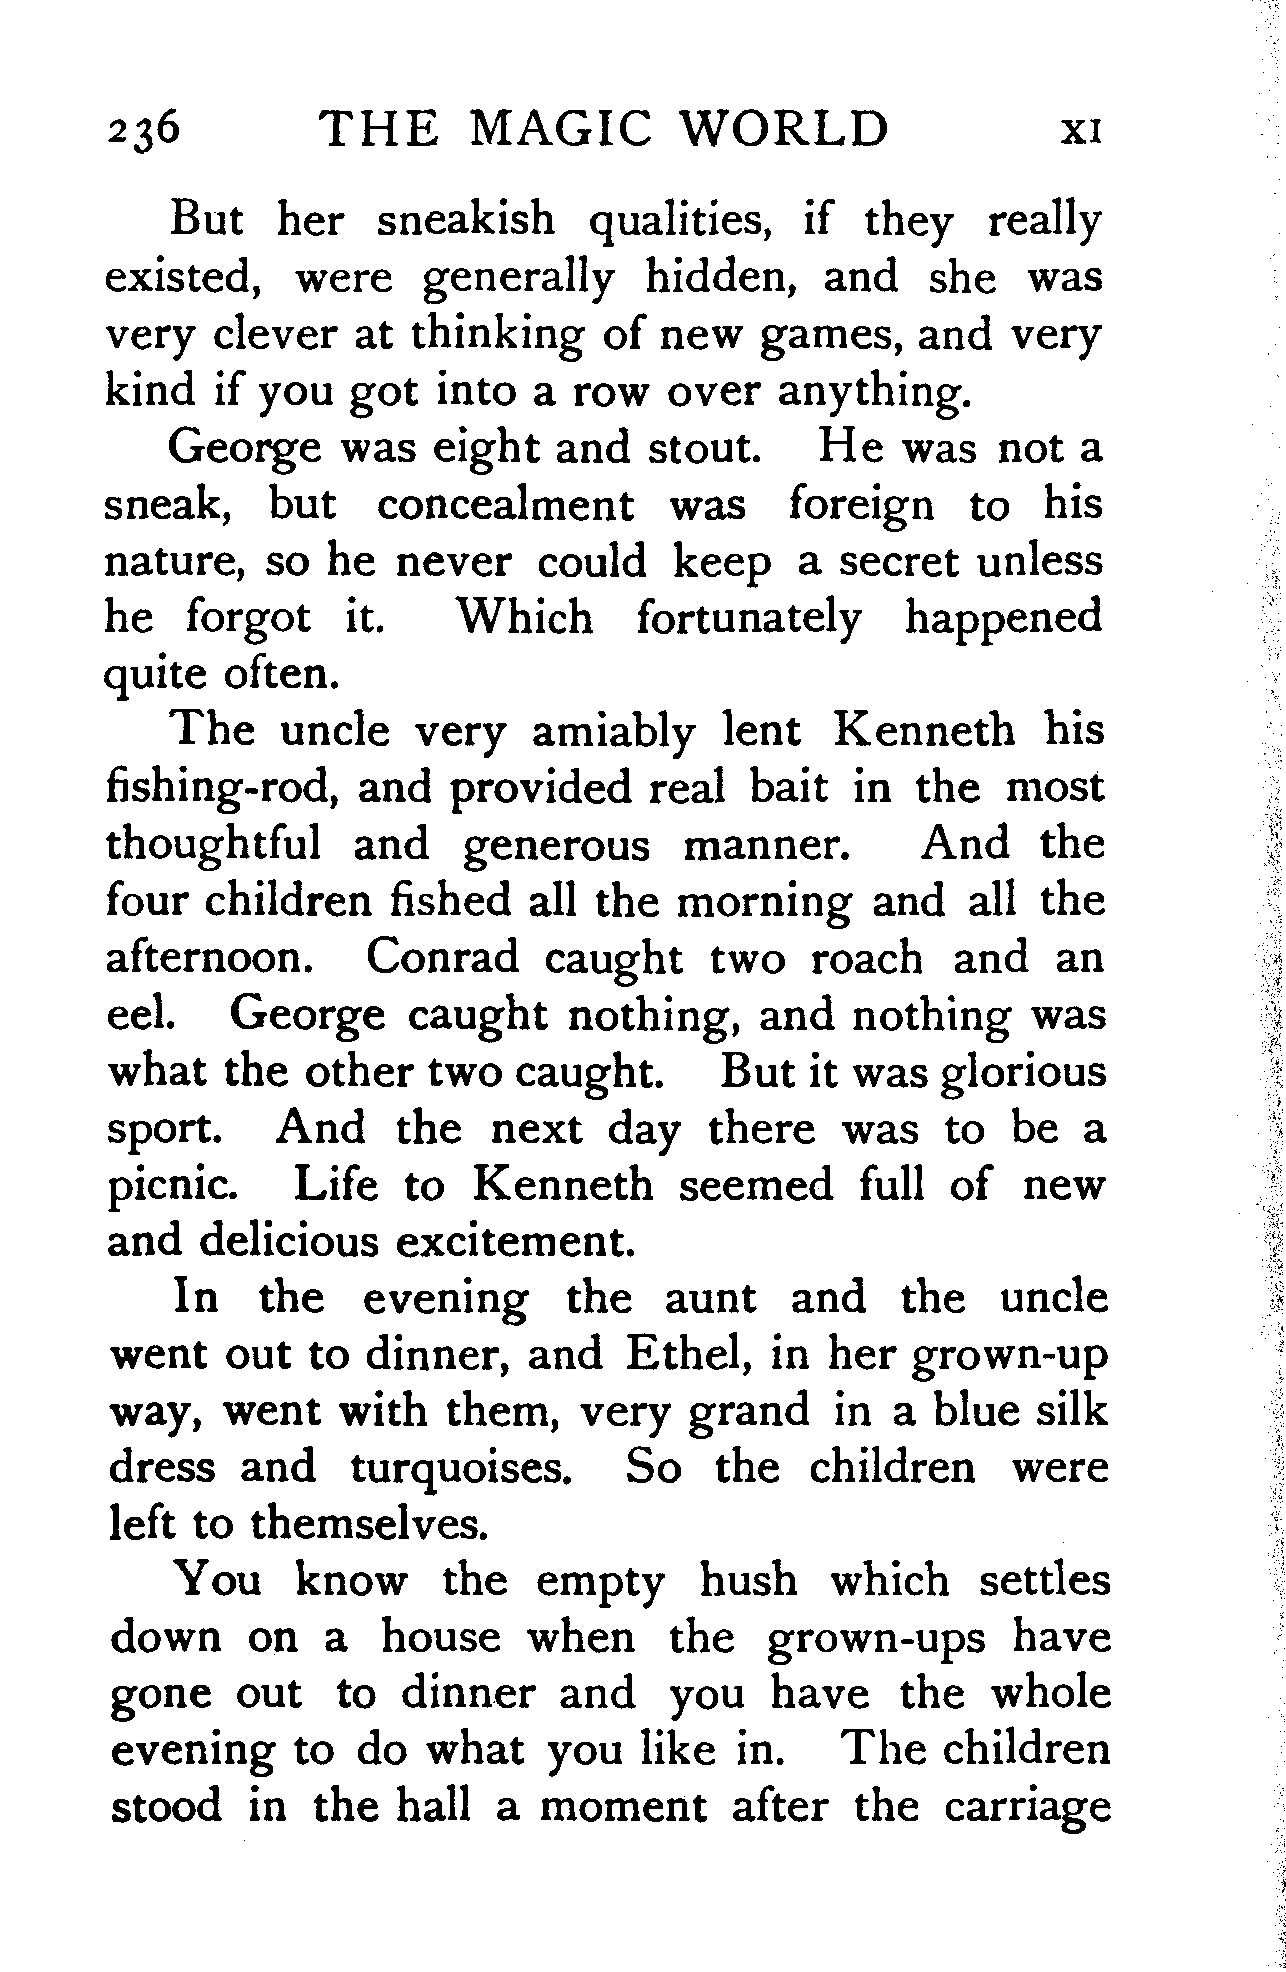 236 THE MAGIC WORLD XI
But her sneakish qualities, if they really
existed, were generally hidden, and she was
very clever at thinking of new games, and very
kind if you got into a row over anything.
George was eight and stout. He was not a
sneak, but concealment was foreign to his
nature, so he never could keep a secret unless
he forgot it. Which fortunately happened
quite often.
The uncle very amiably lent Kenneth his
fishing-rod, and provided real bait in the most
thoughtful and generous manner. And the
four children fished all the morning and all the
afternoon. Conrad caught two roach and an
eel. George caught nothing, and nothing was
what the other two caught. But it was glorious
sport. And the next day there was to be a
picnic. Life to Kenneth seemed full of new
and delicious excitement.
In the evening the aunt and the uncle
went out to dinner, and Ethel, in her grown-up
way, went with them, very grand in a blue silk
dress and turquoises. So the children were
left to themselves.
You know the empty hush which settles
down on a house when the grown-ups have
gone out to dinner and you have the whole
evening to do what you like in. The children
stood in the hall a moment after the carriage